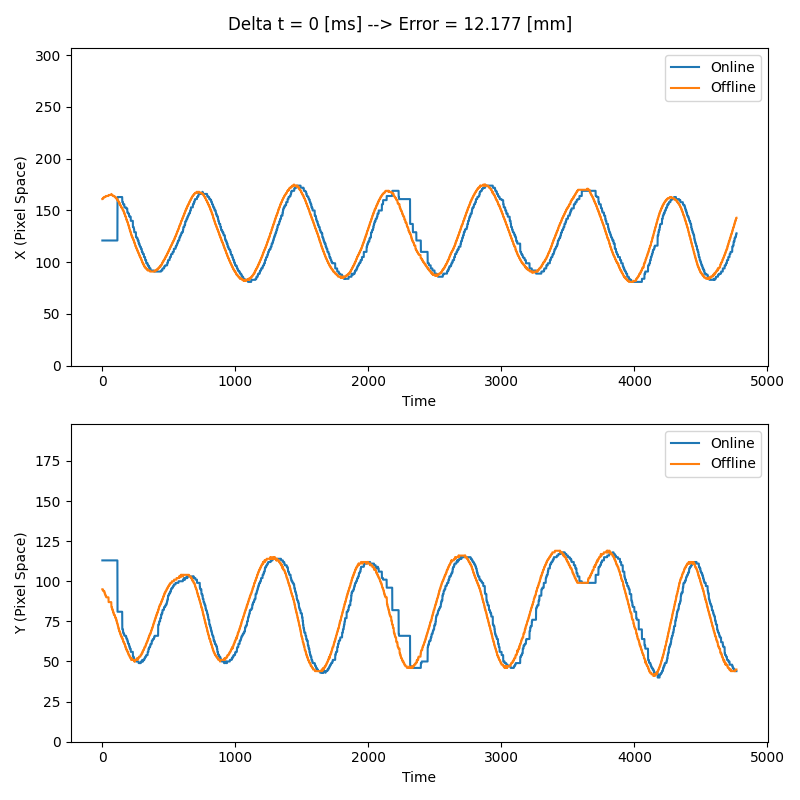 Delta t = 0 [ms] --> Error = 12.177 [mm]
300
250
200
150
100
50
0
X (Pixel Space)
Online
Offline
0 1000 2000 3000 4000 5000
Time
175
150
125
100
75
50
25
0
Y (Pixel Space)
Online
Offline
0 1000 2000 3000 4000 5000
Time